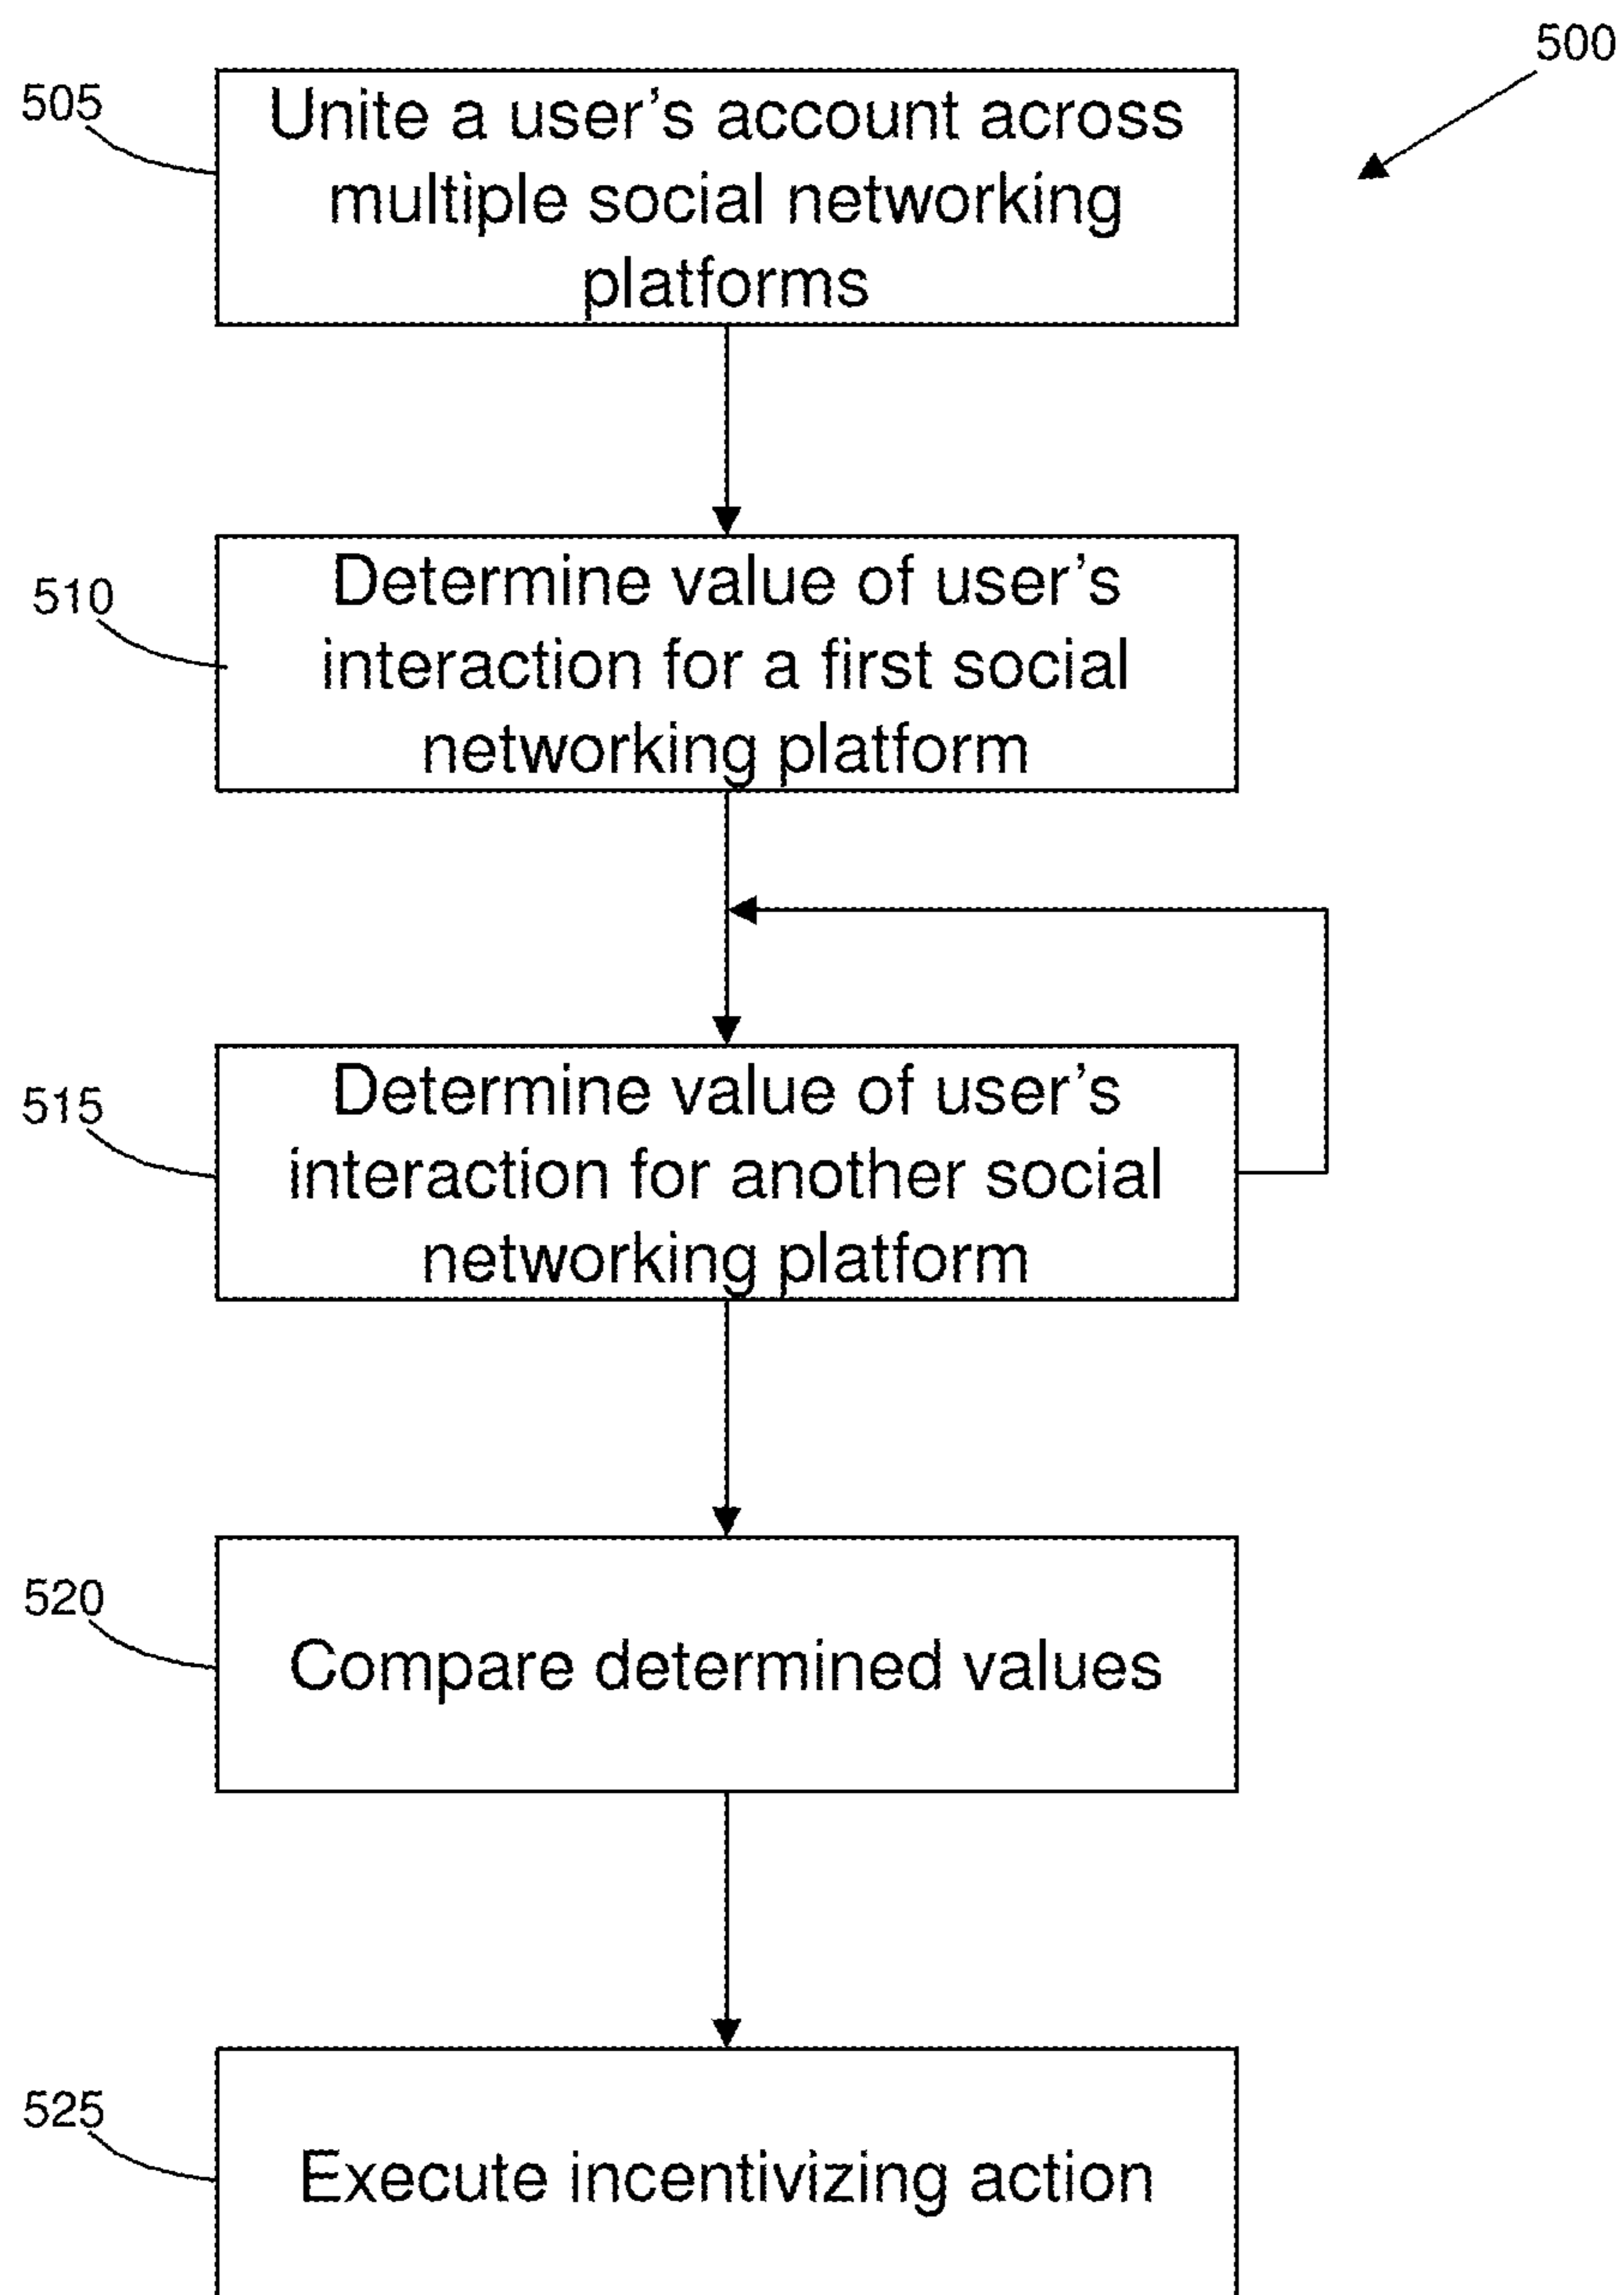 500
505
Unite a user's account across
multiple social networking
platforms
510
Determine value of user's
interaction for a first social
networking platform
515
Determine value of user's
interaction for another social
networking platform
520
Compare determined values
525
Execute incentivizing action